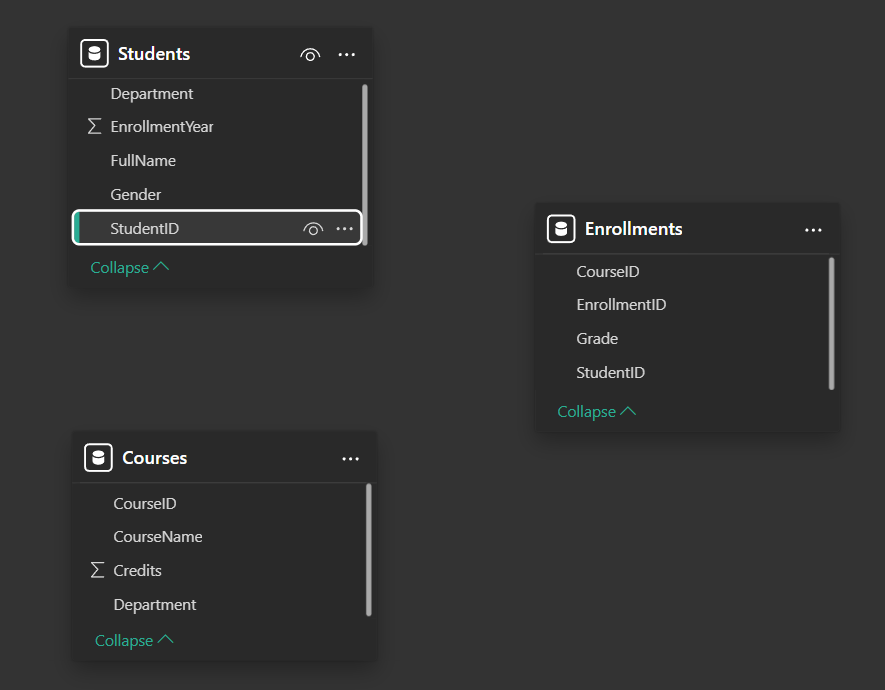 Students
Department
EnrollmentYear
FullName
Gender
StudentID
Collapse
Enrollments
CourseID
EnrollmentID
Grade
StudentID
Collapse
Courses
CourseID
CourseName
Credits
Department
Collapse